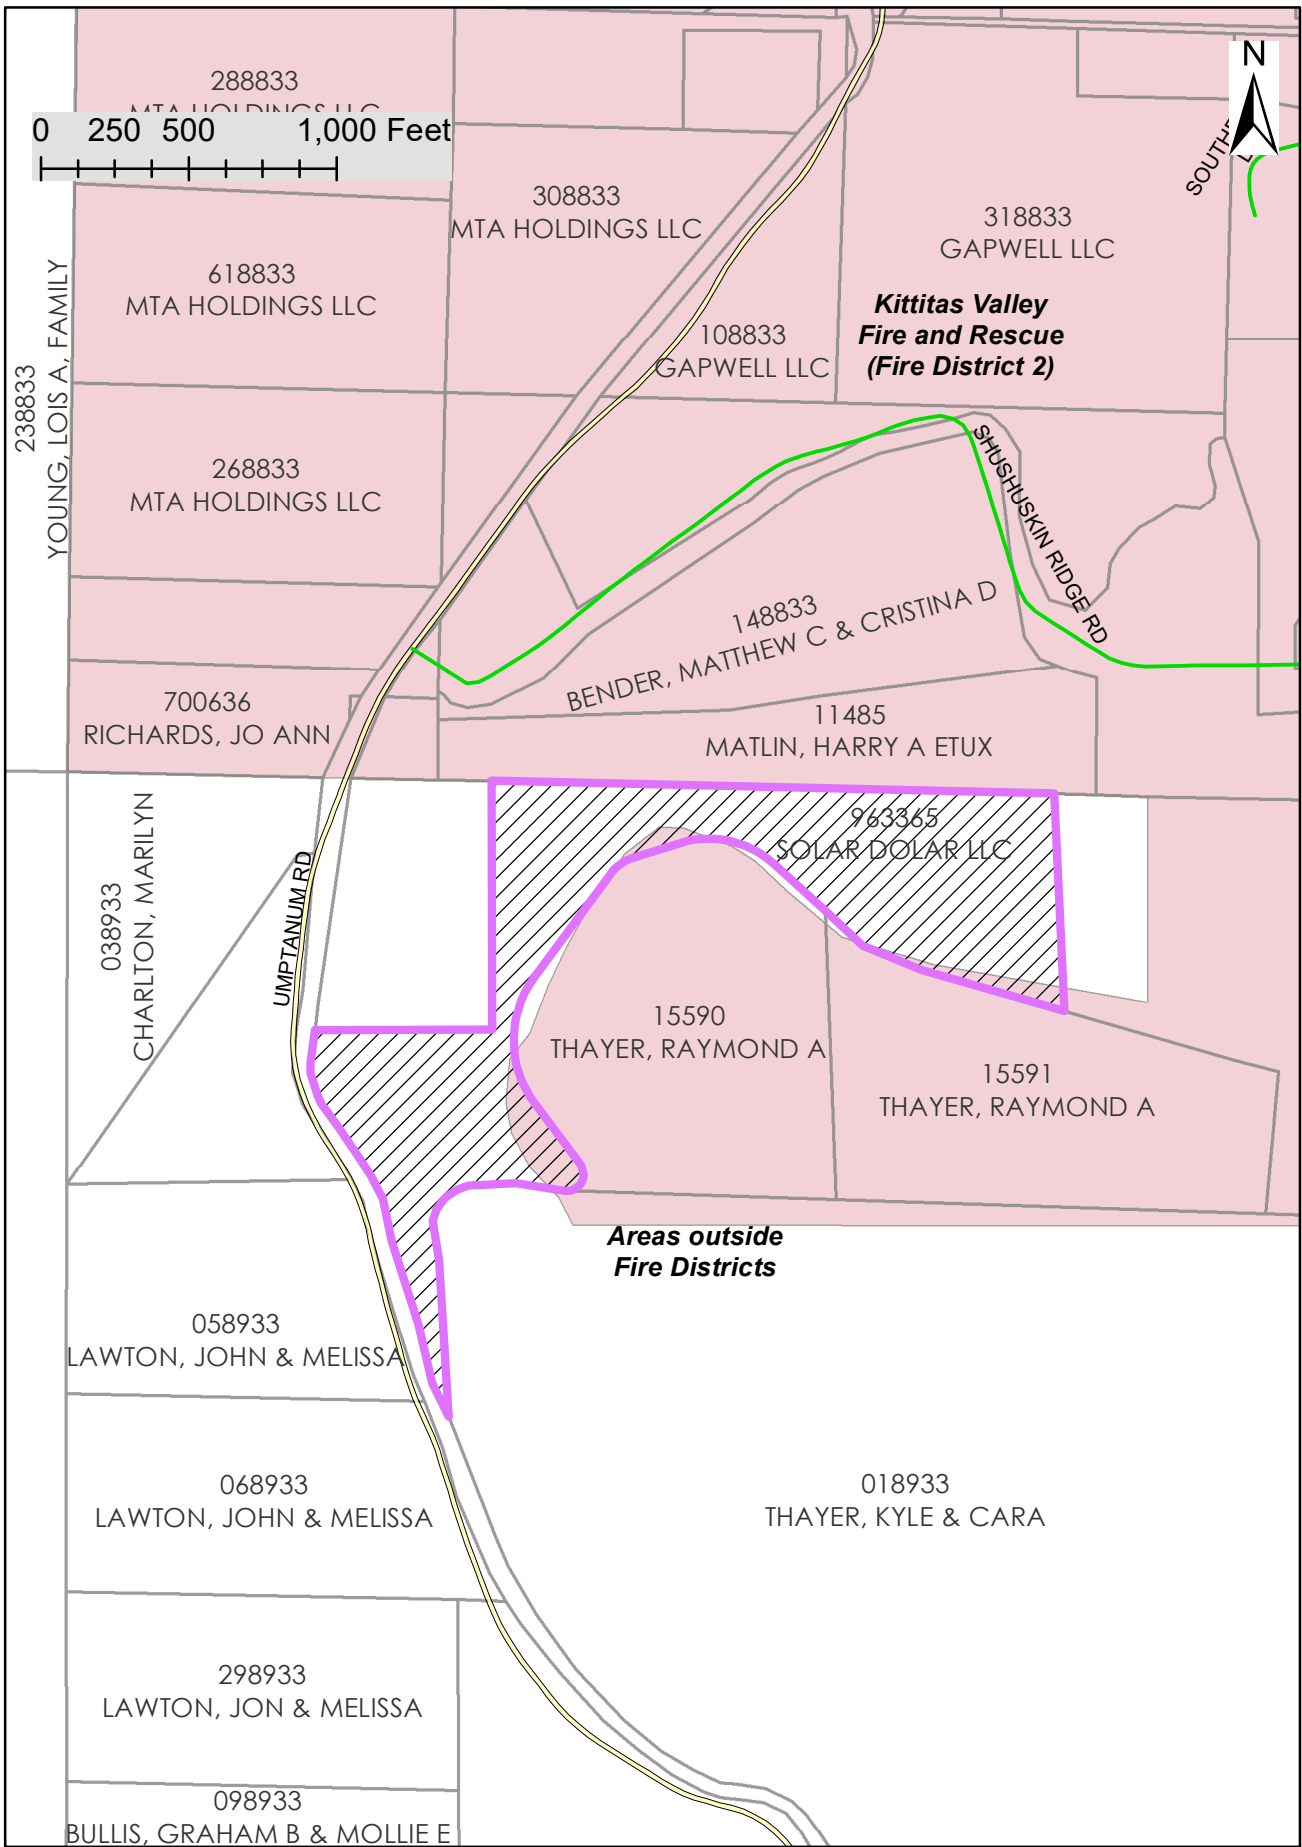 288833
MTA HOLDINGS LLC
N
0 250 500 1,000 Feet
308833
MTA HOLDINGS LLC
318833
GAPWELL LLC
618833
MTA HOLDINGS LLC
238833
YOUNG, LOIS A, FAMILY
Kittitas Valley
Fire and Rescue
(Fire District 2)
108833
GAPWELL LLC
268833
MTA HOLDINGS LLC
SHUSHUSKIN RIDGE RD
148833
BENDER, MATTHEW C & CRISTINA D
700636
RICHARDS, JO ANN
11485
MATLIN, HARRY A ETUX
963365
SOLAR DOLAR LLC
038933
CHARLTON, MARILYN
UMPTANUM RD
15590
THAYER, RAYMOND A
15591
THAYER, RAYMOND A
Areas outside
Fire Districts
058933
LAWTON, JOHN & MELISSA
068933
LAWTON, JOHN & MELISSA
018933
THAYER, KYLE & CARA
298933
LAWTON, JON & MELISSA
098933
BULLIS, GRAHAM B & MOLLIE E